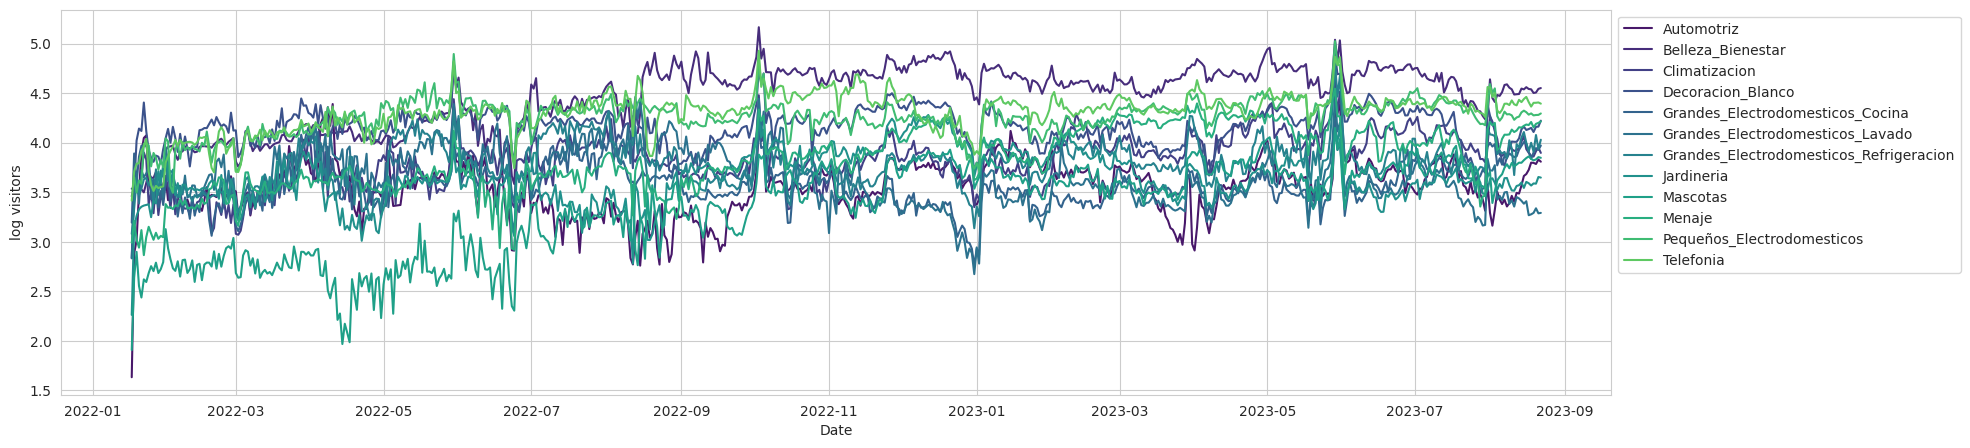 5.0
4.5
4.0
3.5
3.0
2.5
2.0
1.5
log visitors
2022-01 2022-03 2022-05 2022-07 2022-09 2022-11 2023-01 2023-03 2023-05 2023-07 2023-09
Date
Automotriz
Belleza_Bienestar
Climatizacion
Decoracion_Blanco
Grandes_Electrodomesticos_Cocina
Grandes_Electrodomesticos_Lavado
Grandes_Electrodomesticos_Refrigeracion
Jardineria
Mascotas
Menaje
Pequeños_Electrodomesticos
Telefonia